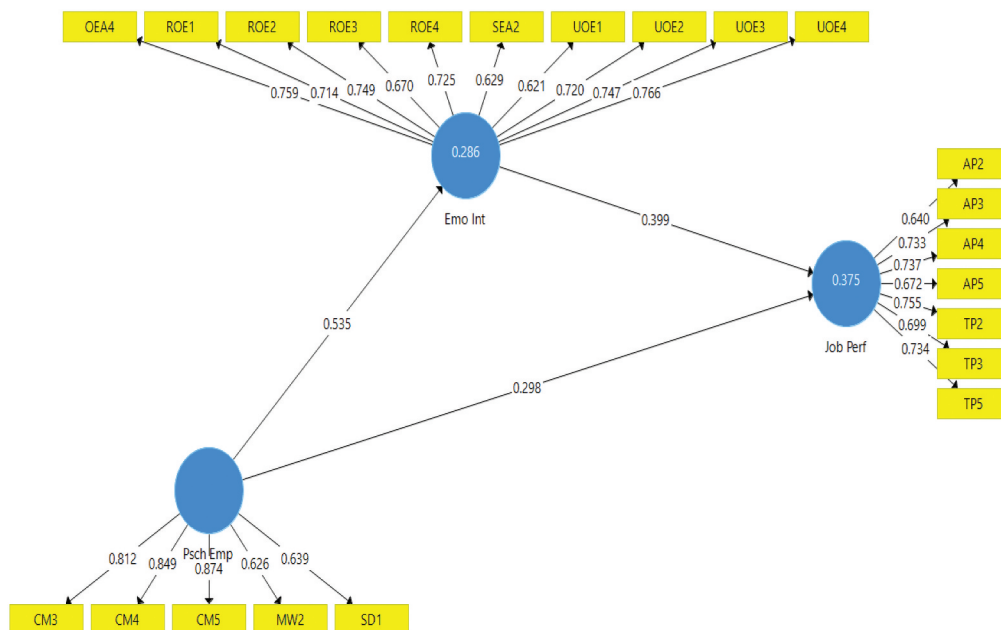 OEA4 ROE1 ROE2 ROE3 ROE4 SEA2 UOE1 UOE2 UOE3 UOE4
0.759 0.714 0.749 0.670 0.725 0.629 0.621 0.720 0.747 0.766
0.286
Emo Int
AP2
0.640
AP3
0.733
AP4
0.737
0.399
AP5
0.672
0.375
0.755
TP2
0.699
Job Perf
0.734
TP3
TP5
0.535
0.298
Psch Emp
0.812 0.849 0.874 0.626 0.639
CM3 CM4 CM5 MW2 SD1